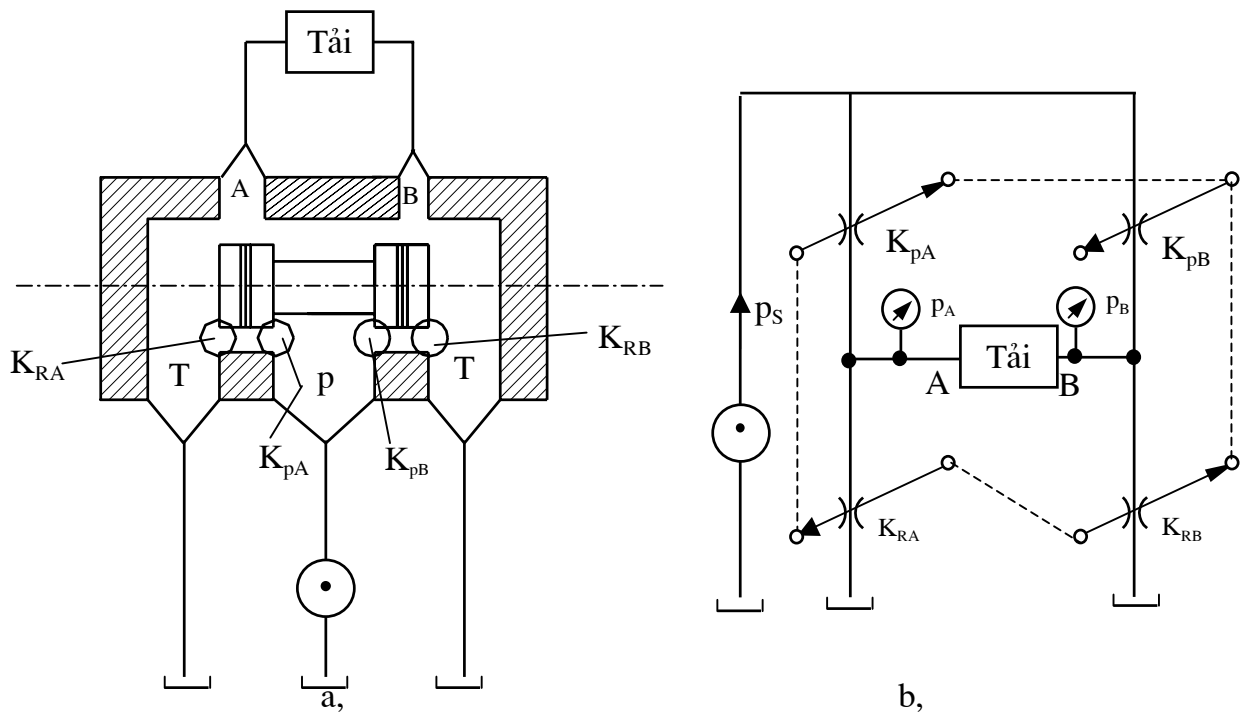 Tải
A
B
K_RA
T
p
T
K_RB
K_pA
K_pB
a,
p_S
K_pA
K_pB
p_A
p_B
Tải
A
B
K_RA
K_RB
b,